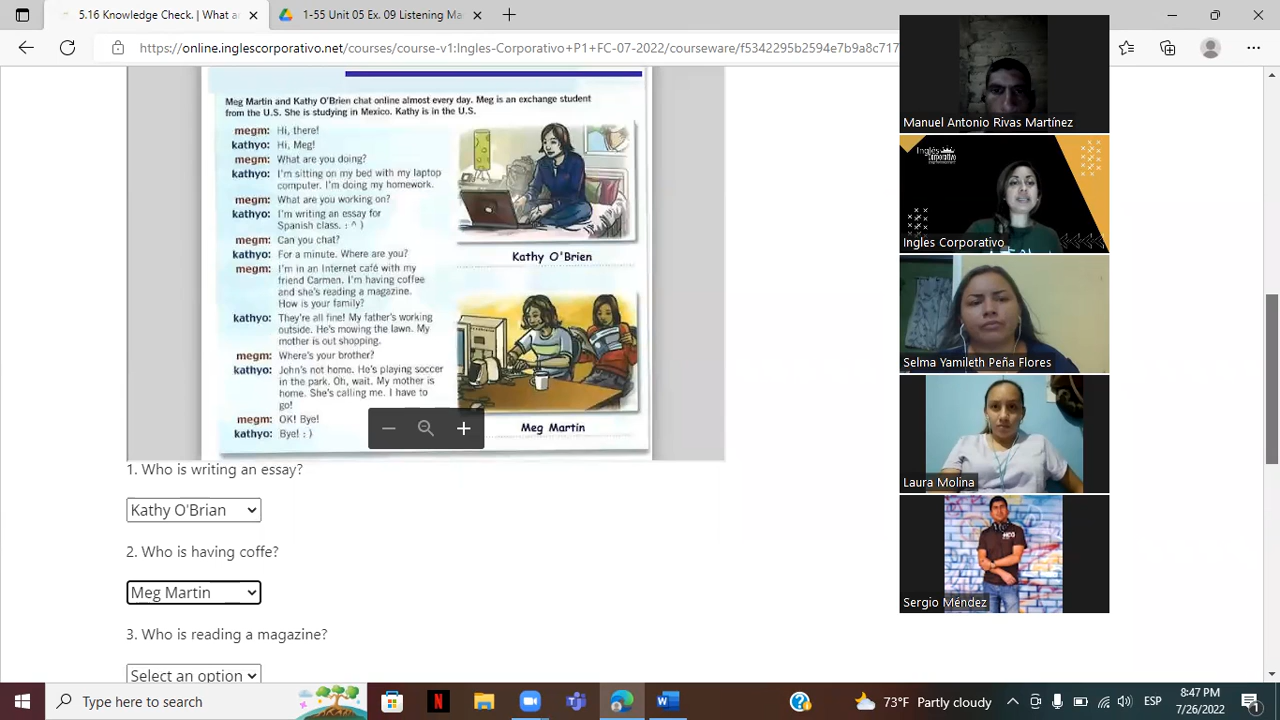 5.16 Knowledge Check. | What a
1-55 Unit 05 E. 09 Listening Ma
https://online.inglescorporativo.net/courses/course-v1:Ingles-Corporativo+P1+FC-07-2022/courseware/f5342295b2594e7b9a8c717
Meg Martin and Kathy O'Brien chat online almost every day. Meg is an exchange student
from the U.S. She is studying in Mexico. Kathy is in the U.S.
megm: Hi, there!
kathyo: Hi, Meg!
megm: What are you doing?
kathyo: I'm sitting on my bed with my laptop
computer. I'm doing my homework.
megm: What are you working on?
kathyo: I'm writing an essay for
Spanish class. : ^ )
megm: Can you chat?
kathyo: For a minute. Where are you?
megm: I'm in an Internet café with my
friend Carmen. I'm having coffee
and she's reading a magazine.
How is your family?
kathyo: They're all fine! My father's working
outside. He's mowing the lawn. My
mother is out shopping.
megm: Where's your brother?
kathyo: John's not home. He's playing soccer
in the park. Oh, wait. My mother is
home. She's calling me. I have to
go!
megm: OK! Bye!
kathyo: Bye! : )
Kathy O'Brien
Meg Martin
1. Who is writing an essay?
Kathy O'Brian
2. Who is having coffe?
Meg Martin
3. Who is reading a magazine?
Select an option
Manuel Antonio Rivas Martínez
Inglés
Corporativo
Ingles Corporativo
Selma Yamileth Peña Flores
Laura Molina
Sergio Méndez
Type here to search
73°F Partly cloudy
ESP
8:47 PM
7/26/2022
1